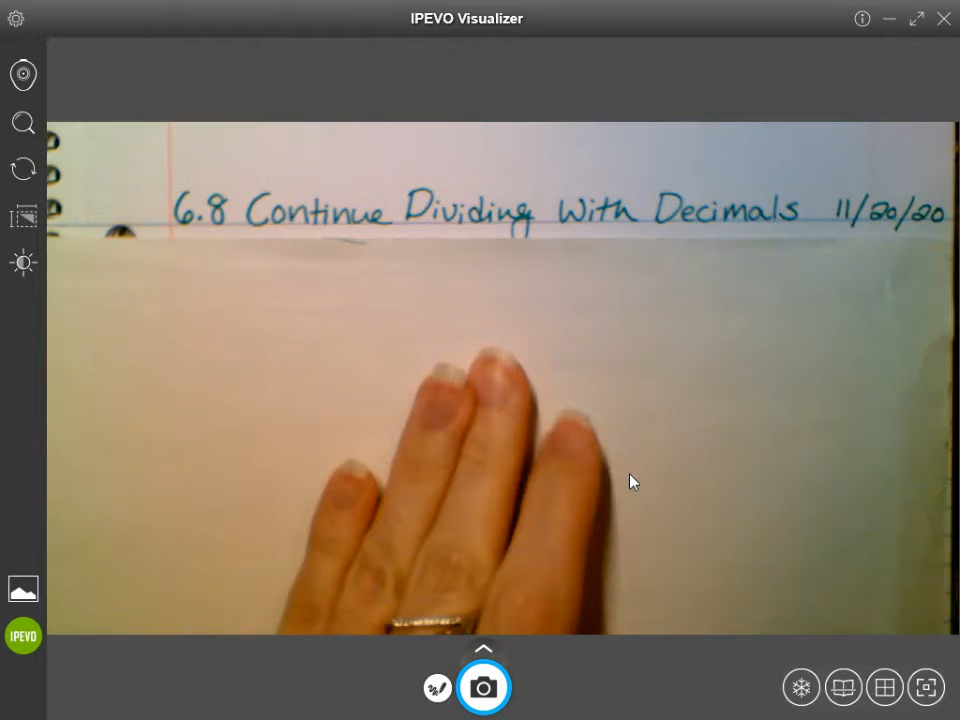 IPEVO Visualizer
6.8 Continue Dividing With Decimals 11/20/20
IPEVO